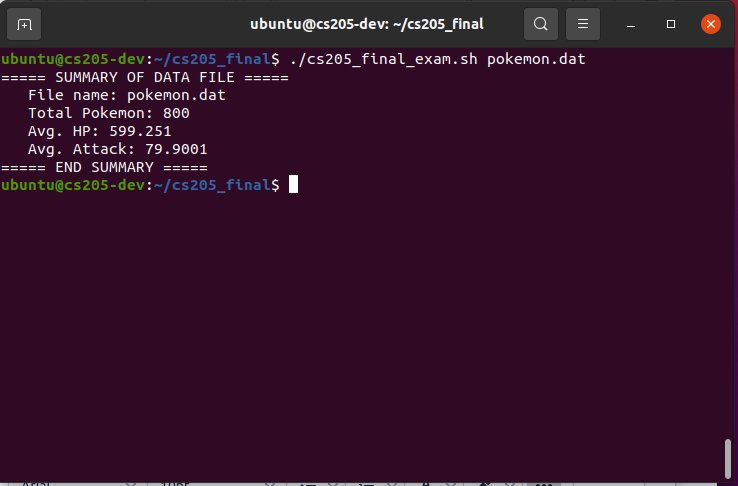 ubuntu@cs205-dev: ~/cs205_final
ubuntu@cs205-dev:~/cs205_final$ ./cs205_final_exam.sh pokemon.dat
===== SUMMARY OF DATA FILE =====
   File name: pokemon.dat
   Total Pokemon: 800
   Avg. HP: 599.251
   Avg. Attack: 79.9001
===== END SUMMARY =====
ubuntu@cs205-dev:~/cs205_final$